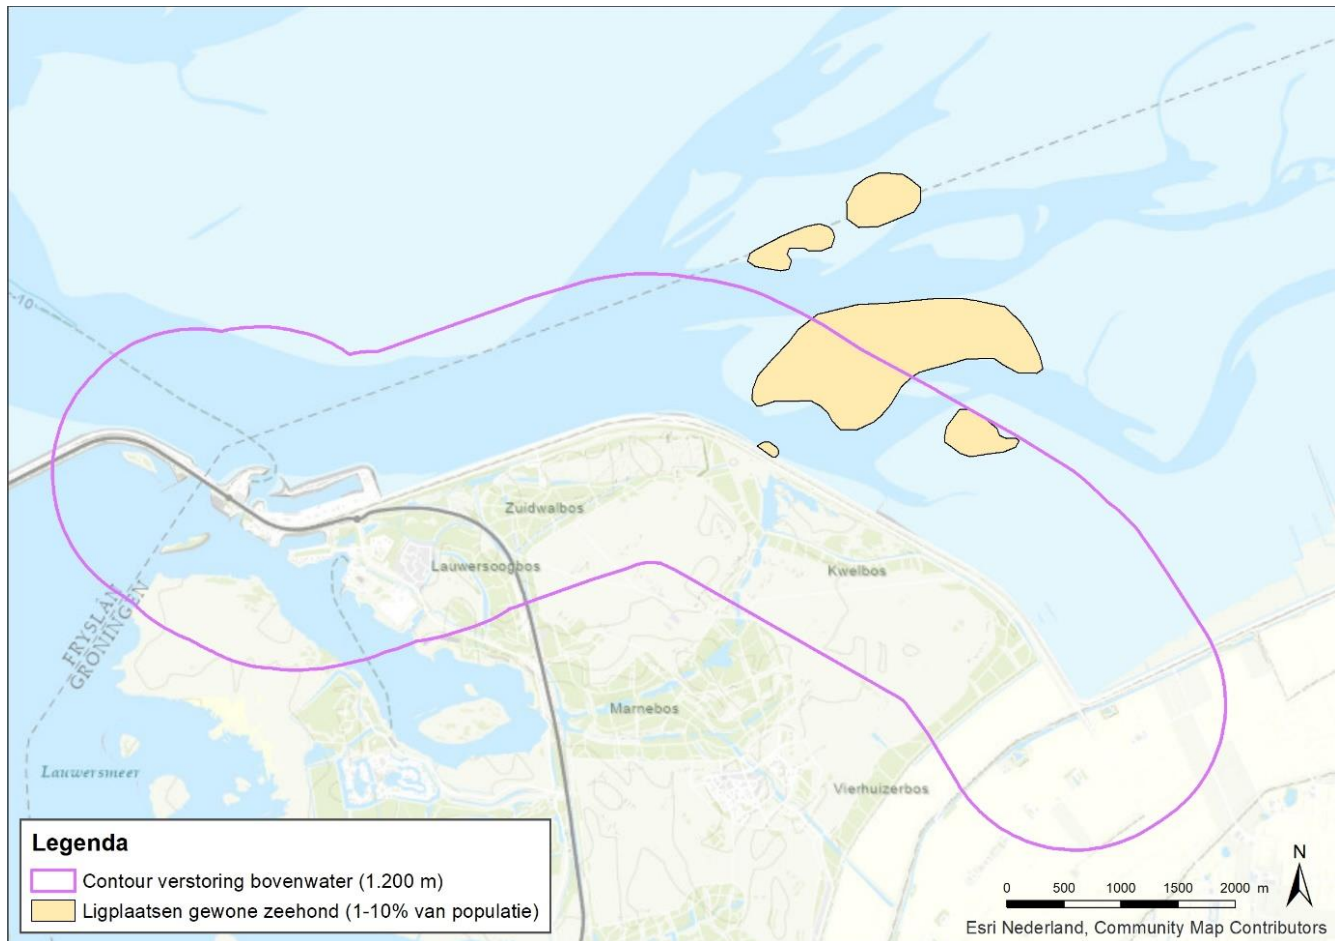 -10
Zuidwalbos
Lauwersoogbos
Kwelbos
FRYSLÂN
GRONINGEN
Marnebos
Lauwersmeer
Vierhuizerbos
Legenda
Contour verstoring bovenwater (1.200 m)
Ligplaatsen gewone zeehond (1-10% van populatie)
N
0 500 1000 1500 2000 m
Esri Nederland, Community Map Contributors